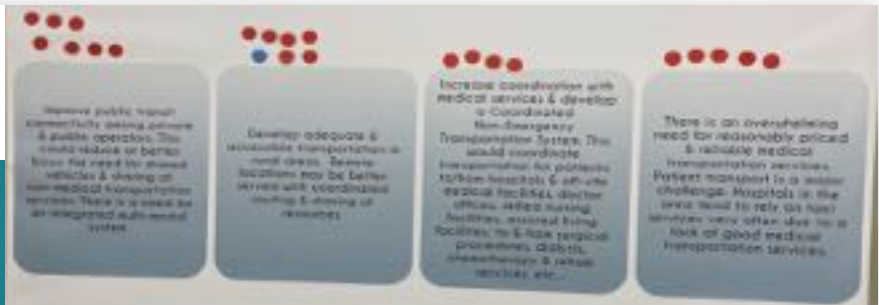 Improve public transit
connectivity among private
& public operators. This
could reduce or better
the need for shared
vehicles & sharing of
non-medical transportation
services. There is a need for
an integrated multi-modal
system.
Develop adequate &
accessible transportation in
rural areas. Remote
locations may be better
served with coordinated
routing & sharing of
resources
Increase coordination with
medical services & develop
a Coordinated
Non-Emergency
Transportation System. This
would coordinate
transportation for patients
to/from hospitals & off-site
medical facilities, doctor
offices, skilled nursing
facilities, assisted living
facilities, to & from surgical
procedures, dialysis,
chemotherapy & rehab
services, etc.
There is an overwhelming
need for reasonably priced
& reliable medical
transportation services.
Patient transport is a major
challenge. Hospitals in the
area tend to rely on taxi
services very often due to a
lack of good medical
transportation services.